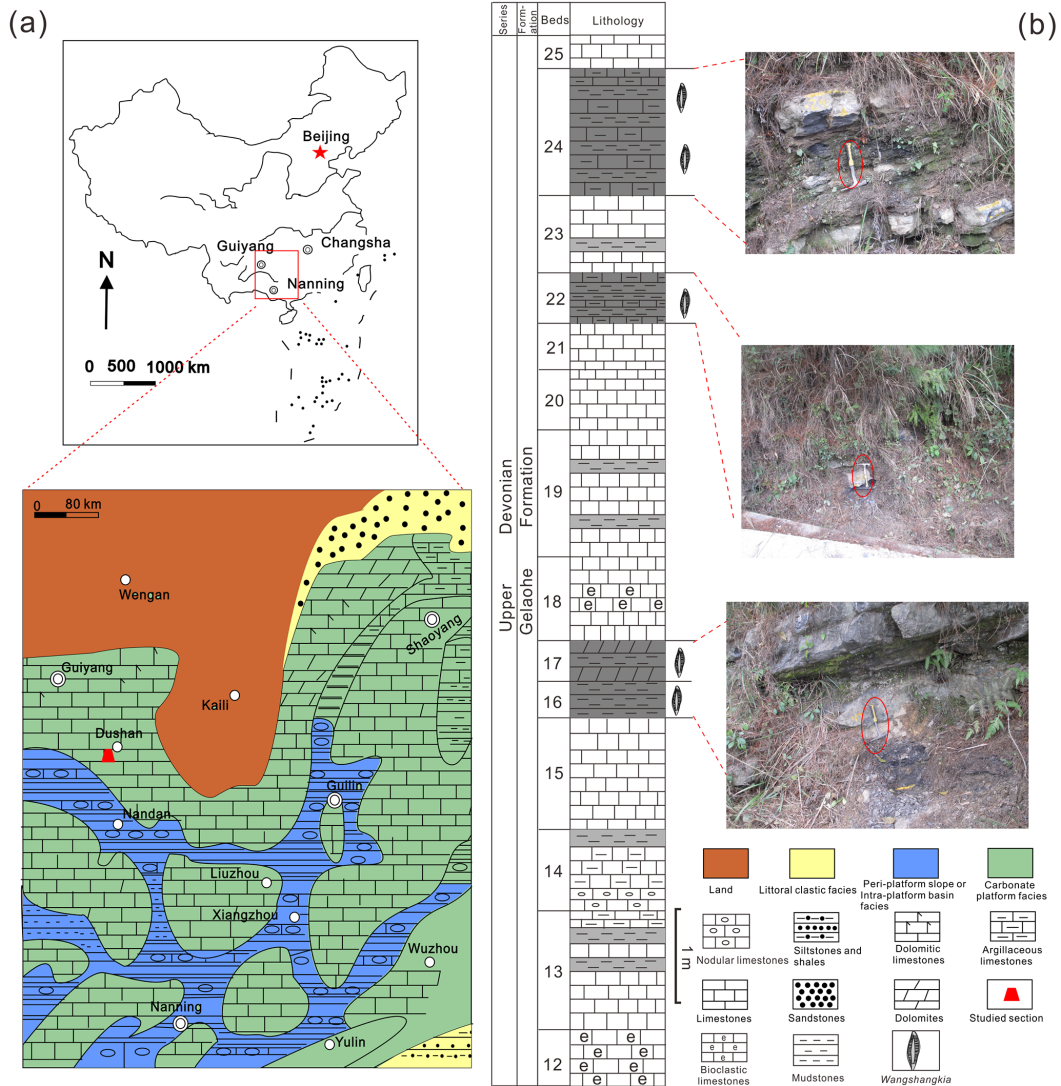 (a)
Beijing
Guiyang
Changsha
Nanning
N
0 500 1000 km
0 80 km
Wengan
Shaoyang
Guiyang
Kaili
Dushan
Guilin
Nandan
Liuzhou
Xiangzhou
Wuzhou
Nanning
Yulin
(b)
Series
Form-
ation
Beds
Lithology
Upper Devonian
Gelaohe Formation
25
24
23
22
21
20
19
18
e e e
e e e
17
16
15
14
13
12
e e e
e e e
e e e
e e e
1 m
Land
Littoral clastic facies
Peri-platform slope or
Intra-platform basin
facies
Carbonate
platform facies
Nodular limestones
Siltstones and
shales
Dolomitic
limestones
Argillaceous
limestones
Limestones
Sandstones
Dolomites
Studied section
e e
e e
e e
Bioclastic
limestones
Mudstones
Wangshangkia